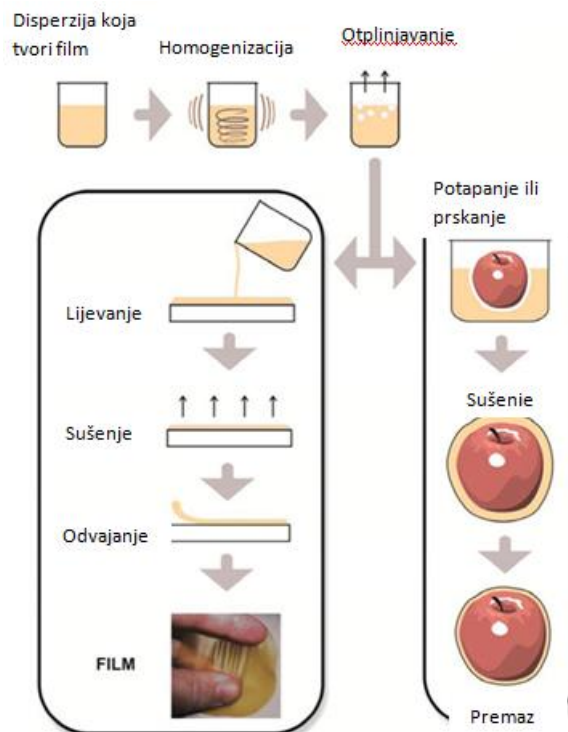 Disperzija koja
tvori film
Homogenizacija
Otplinjavanje
Lijevanje
Sušenje
Odvajanje
FILM
Potapanje ili
prskanje
Sušenie
Premaz